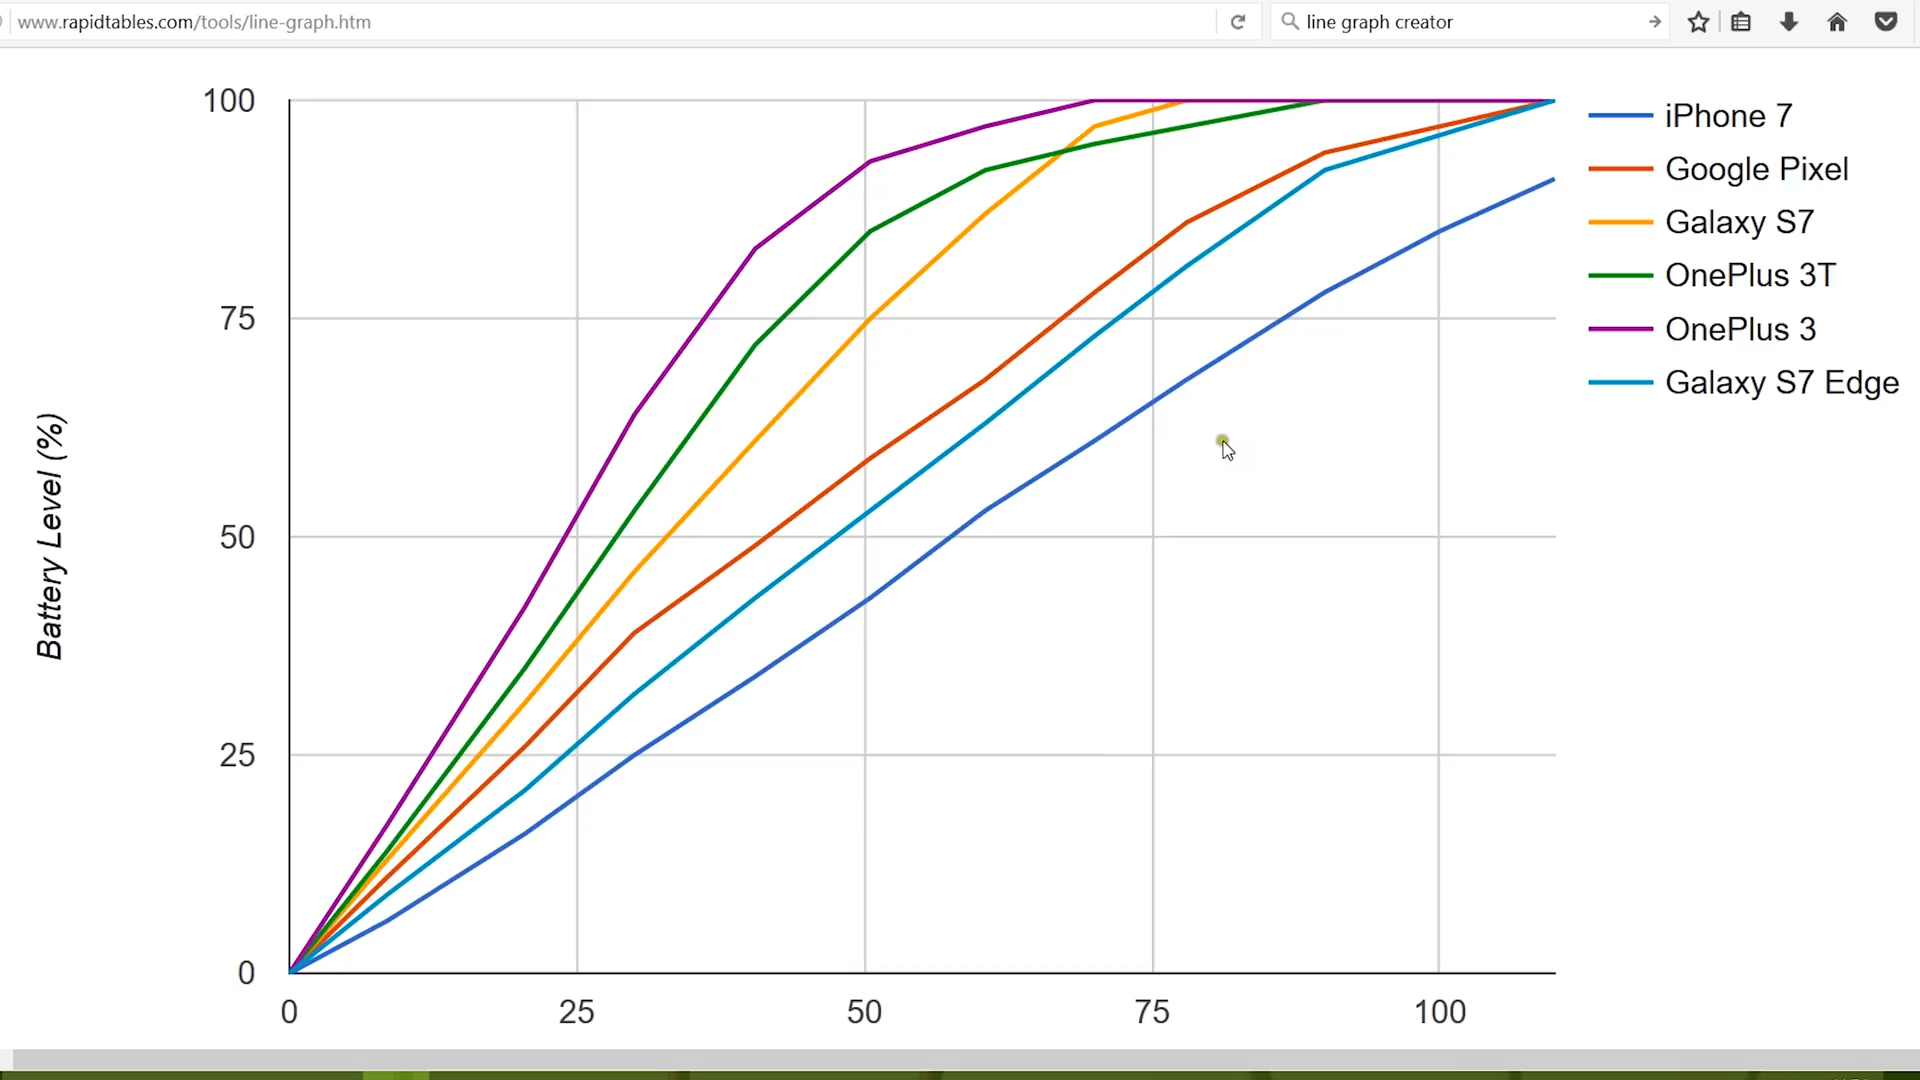 www.rapidtables.com/tools/line-graph.htm
line graph creator
100
75
50
25
0
Battery Level (%)
0 25 50 75 100
iPhone 7
Google Pixel
Galaxy S7
OnePlus 3T
OnePlus 3
Galaxy S7 Edge